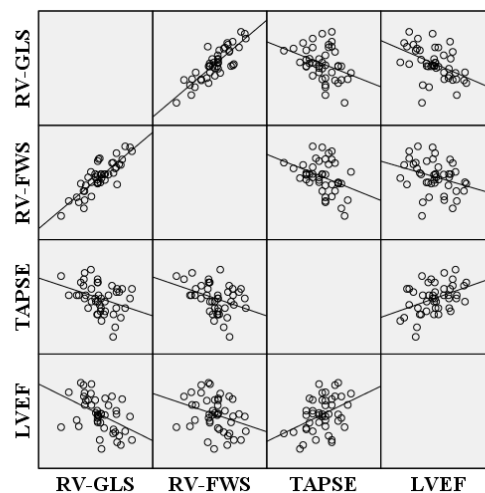 RV-GLS
RV-FWS
TAPSE
LVEF
RV-GLS RV-FWS TAPSE LVEF